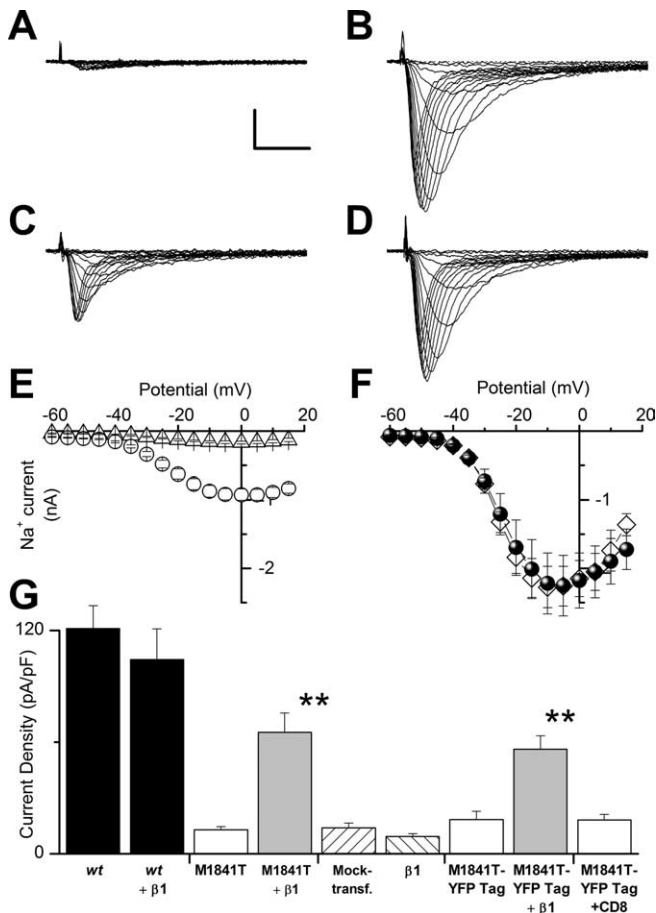 A
B
C
D
E
Potential (mV)
-60 -40 -20 0 20
Na+ current
(nA)
-2
F
Potential (mV)
-60 -40 -20 0 20
-1
G
Current Density (pA/pF)
120
0
**
**
wt
wt
+ β1
M1841T
M1841T
+ β1
Mock-
transf.
β1
M1841T-
YFP Tag
M1841T-
YFP Tag
+ β1
M1841T-
YFP Tag
+CD8